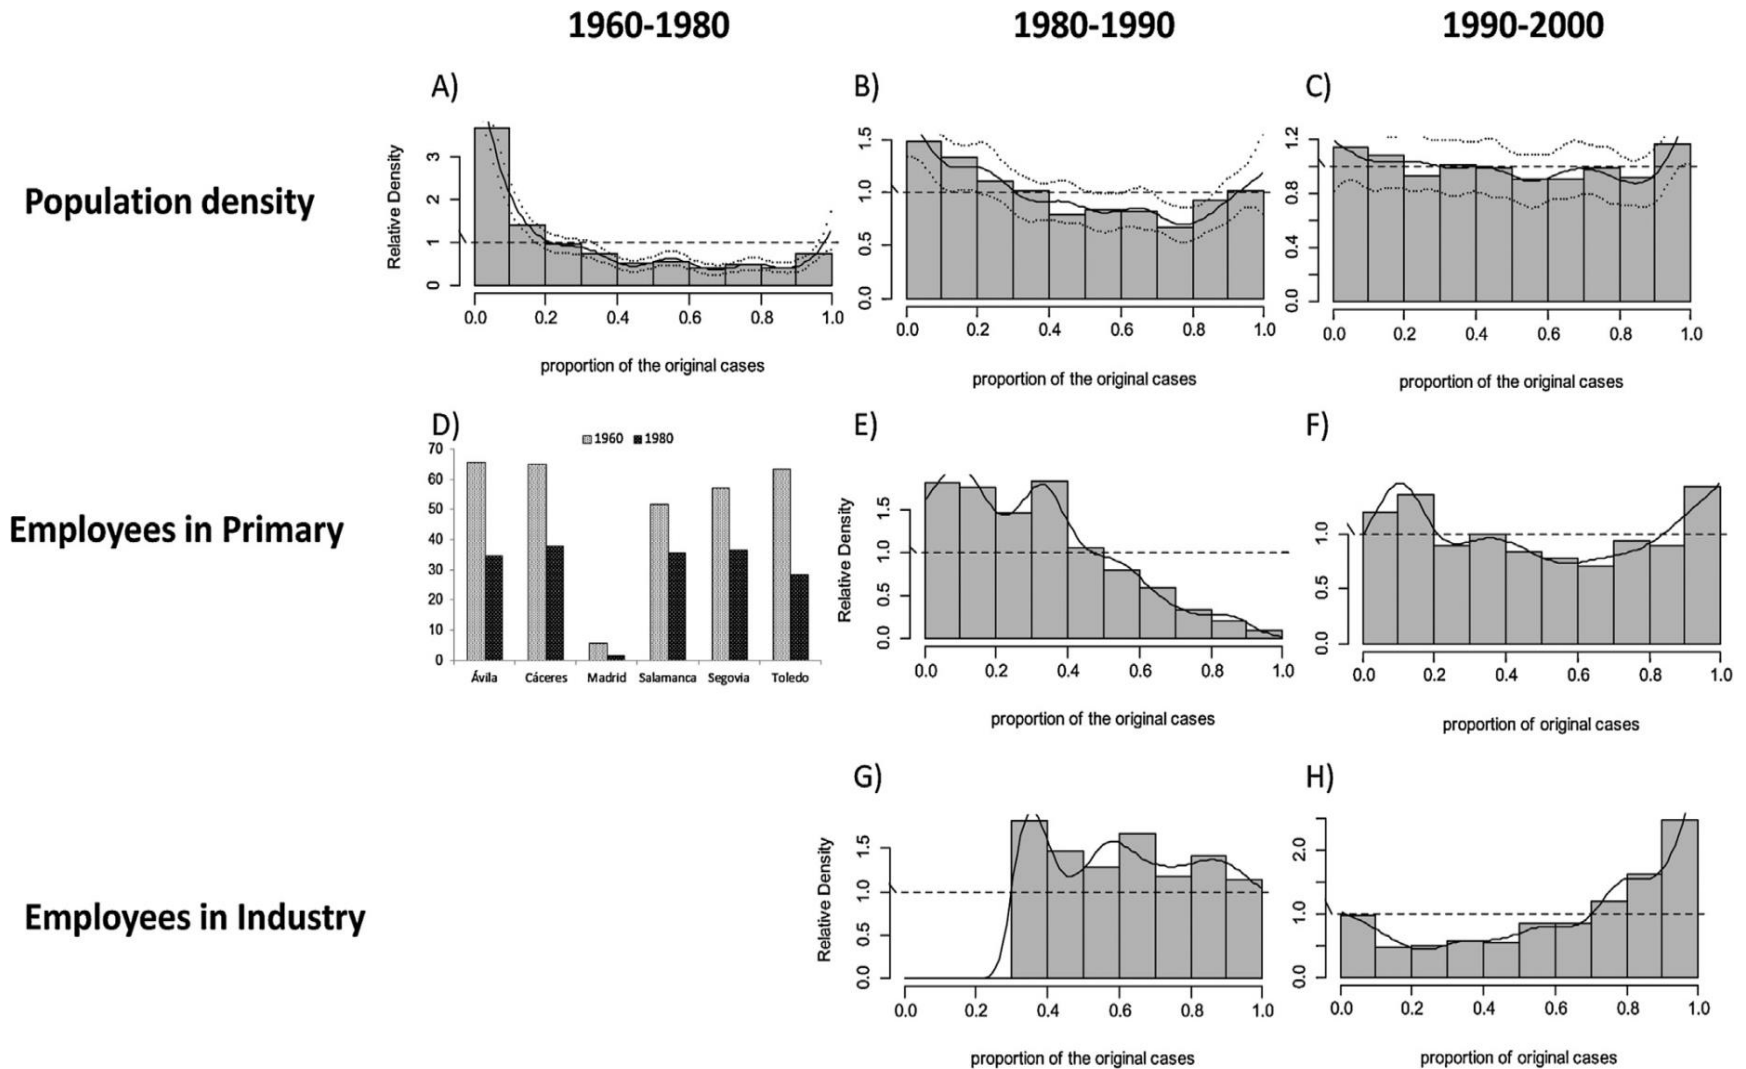 1960-1980 1980-1990 1990-2000
A) B) C)
Population density
Relative Density
0 1 2 3
0.0 0.2 0.4 0.6 0.8 1.0
proportion of the original cases
0.0 0.5 1.0 1.5
0.0 0.2 0.4 0.6 0.8 1.0
proportion of the original cases
0.0 0.4 0.8 1.2
0.0 0.2 0.4 0.6 0.8 1.0
proportion of the original cases
D) E) F)
Employees in Primary
1960 1980
70
60
50
40
30
20
10
0
Ávila Cáceres Madrid Salamanca Segovia Toledo
Relative Density
0.0 0.5 1.0 1.5
0.0 0.2 0.4 0.6 0.8 1.0
proportion of the original cases
0.0 0.5 1.0
0.0 0.2 0.4 0.6 0.8 1.0
proportion of original cases
G) H)
Employees in Industry
Relative Density
0.0 0.5 1.0 1.5
0.0 0.2 0.4 0.6 0.8 1.0
proportion of the original cases
0.0 1.0 2.0
0.0 0.2 0.4 0.6 0.8 1.0
proportion of original cases